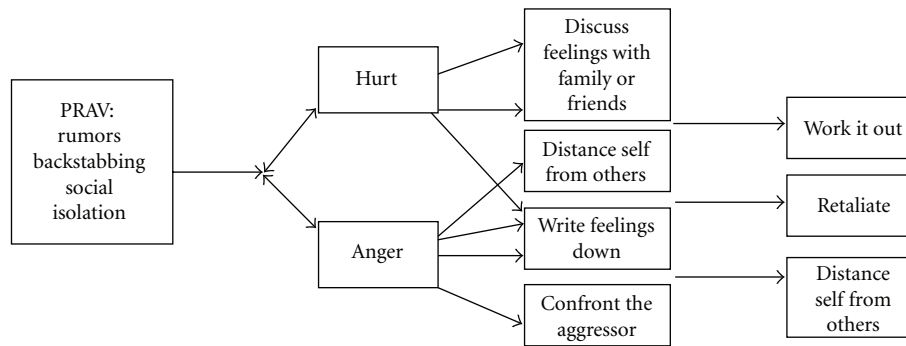 PRAV:
rumors
backstabbing
social
isolation
Hurt
Anger
Discuss
feelings with
family or
friends
Distance self
from others
Write feelings
down
Confront the
aggressor
Work it out
Retaliate
Distance
self from
others